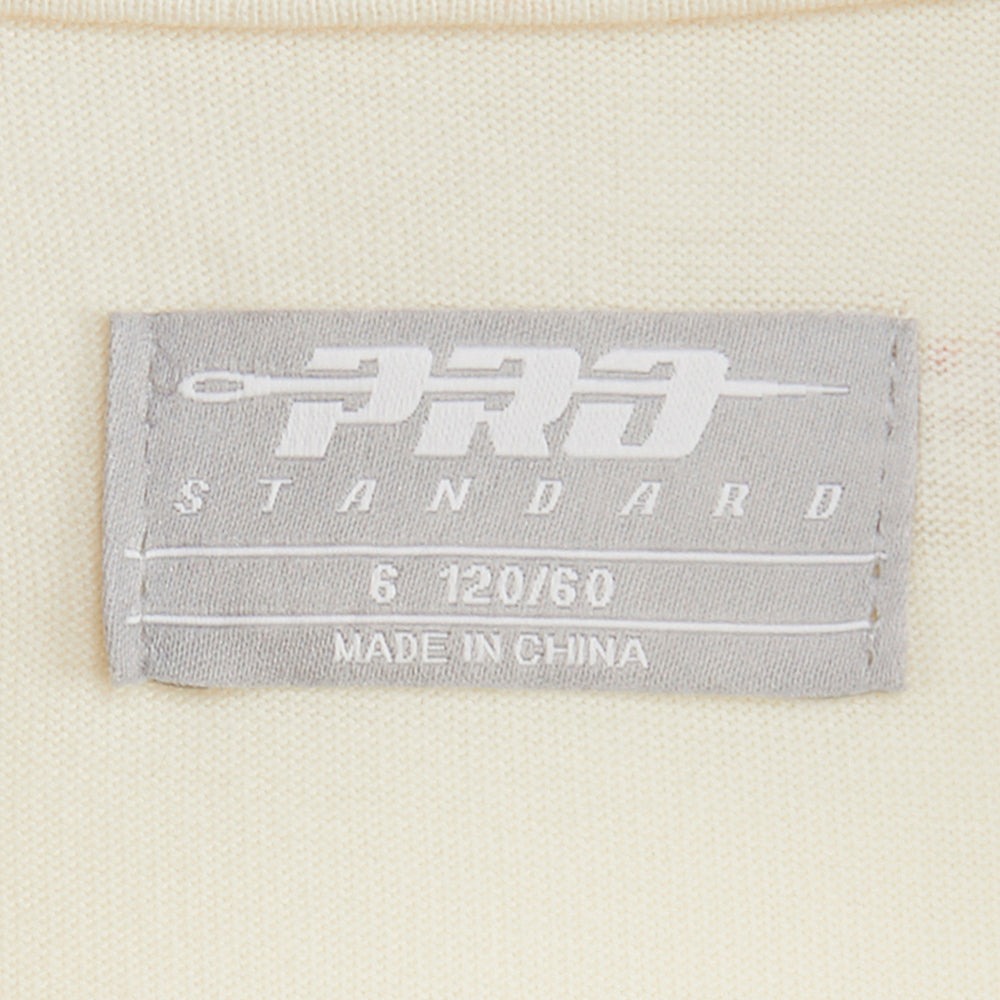 PRO
STANDARD
6 120/60
MADE IN CHINA